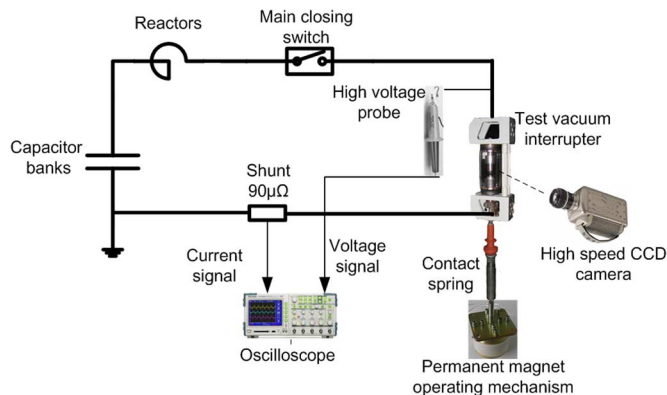 Main closing
switch
Reactors
High voltage
probe
Test vacuum
interrupter
Capacitor
banks
Shunt
90μΩ
High speed CCD
camera
Current
signal
Voltage
signal
Contact
spring
Oscilloscope
Permanent magnet
operating mechanism